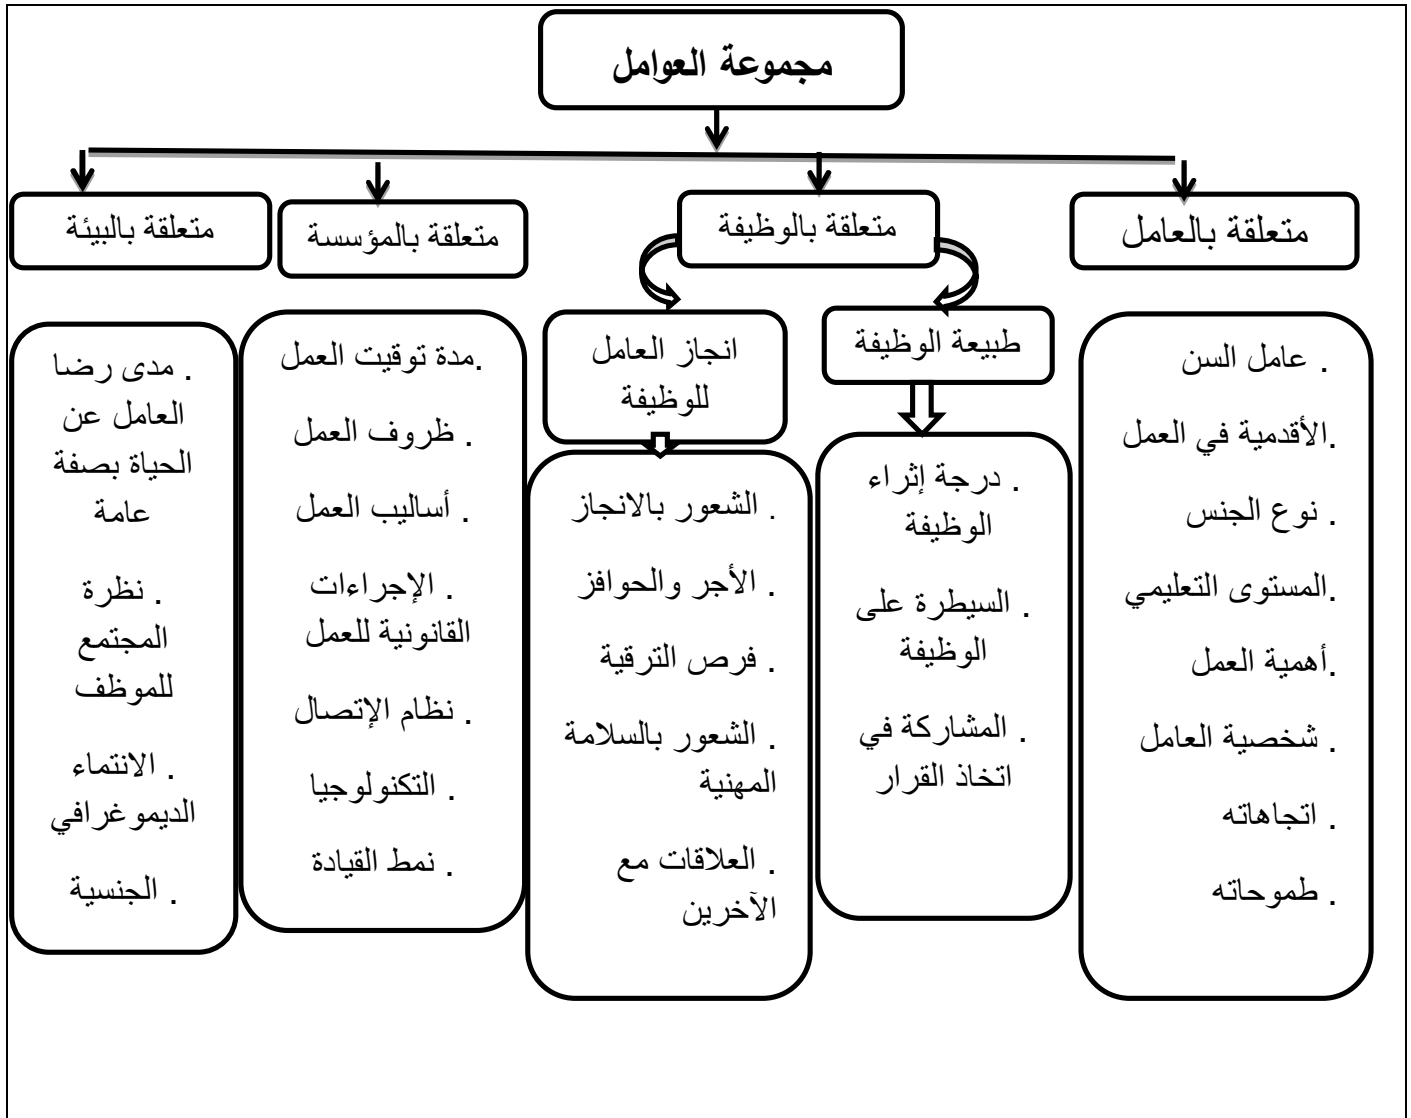 مجموعة العوامل
متعلقة بالعامل
متعلقة بالوظيفة
متعلقة بالمؤسسة
متعلقة بالبيئة
. عامل السن
.الأقدمية في العمل
. نوع الجنس
.المستوى التعليمي
.أهمية العمل
. شخصية العامل
. اتجاهاته
. طموحاته
طبيعة الوظيفة
. درجة إثراء
الوظيفة
. السيطرة على
الوظيفة
. المشاركة في
اتخاذ القرار
انجاز العامل
للوظيفة
. الشعور بالانجاز
. الأجر والحوافز
. فرص الترقية
. الشعور بالسلامة
المهنية
. العلاقات مع
الآخرين
.مدة توقيت العمل
. ظروف العمل
. أساليب العمل
. الإجراءات
القانونية للعمل
. نظام الإتصال
. التكنولوجيا
. نمط القيادة
. مدى رضا
العامل عن
الحياة بصفة
عامة
. نظرة
المجتمع
للموظف
. الانتماء
الديموغرافي
. الجنسية